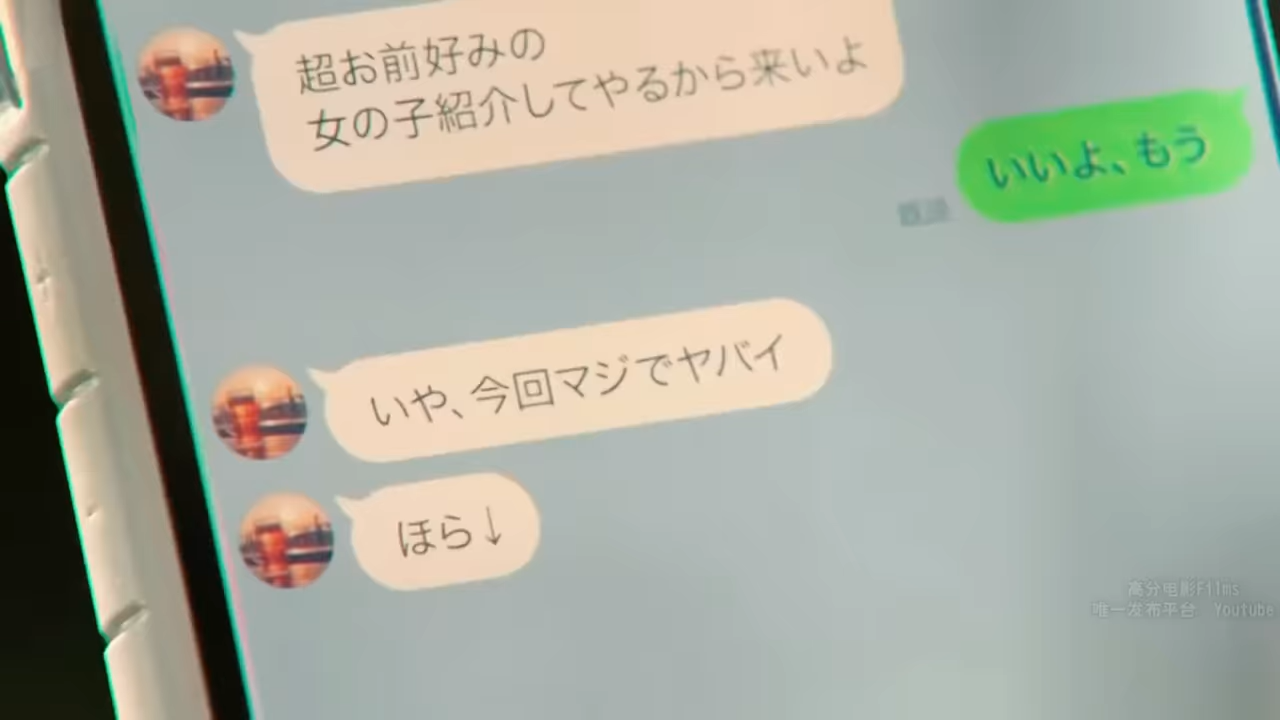 超お前好みの
女の子紹介してやるから来いよ
いいよ、もう
既読
いや、今回マジでヤバイ
ほら↓
高分电影Films
唯一发布平台 Youtube